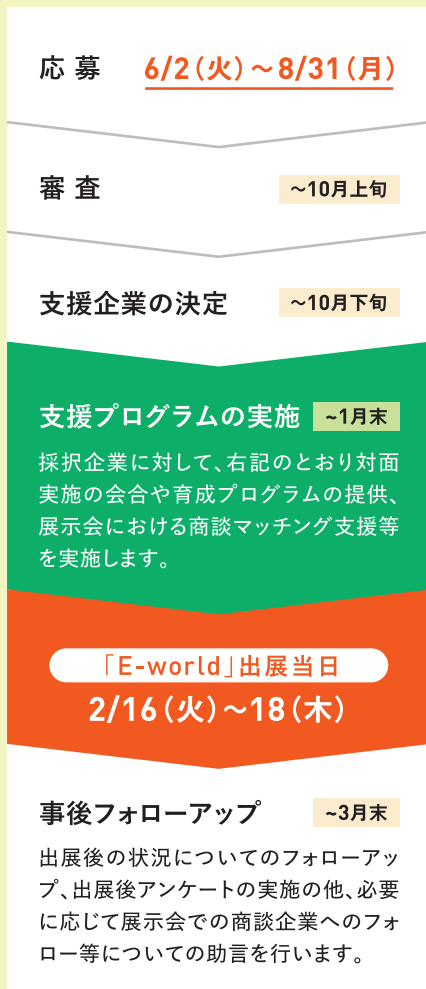 応募 6/2(火)～8/31(月)
審査 ～10月上旬
支援企業の決定 ～10月下旬
支援プログラムの実施 ~1月末
採択企業に対して、右記のとおり対面
実施の会合や育成プログラムの提供、
展示会における商談マッチング支援等
を実施します。
「E-world」出展当日
2/16(火)～18(木)
事後フォローアップ ~3月末
出展後の状況についてのフォローアッ
プ、出展後アンケートの実施の他、必要
に応じて展示会での商談企業へのフォ
ロー等についての助言を行います。